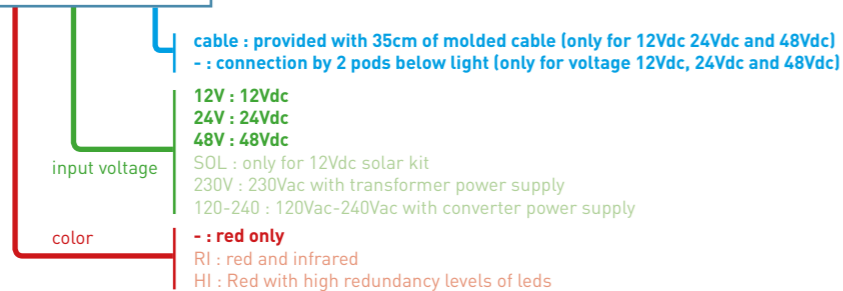 cable : provided with 35cm of molded cable (only for 12Vdc 24Vdc and 48Vdc)
- : connection by 2 pods below light (only for voltage 12Vdc, 24Vdc and 48Vdc)
12V : 12Vdc
24V : 24Vdc
48V : 48Vdc
input voltage
SOL : only for 12Vdc solar kit
230V : 230Vac with transformer power supply
120-240 : 120Vac-240Vac with converter power supply
color
- : red only
RI : red and infrared
HI : Red with high redundancy levels of leds